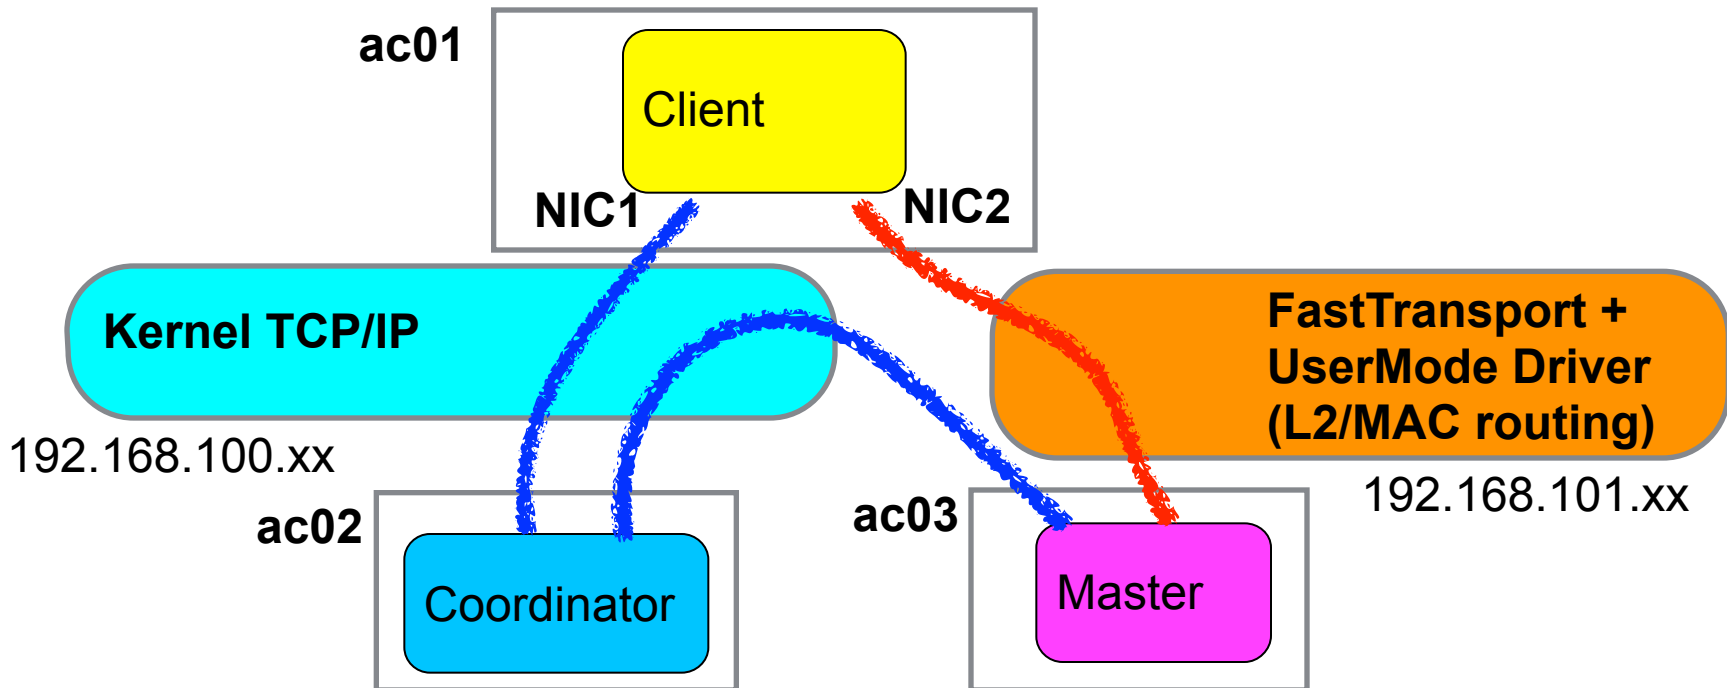 ac01
Client
NIC1
NIC2
Kernel TCP/IP
FastTransport +
UserMode Driver
(L2/MAC routing)
192.168.100.xx
192.168.101.xx
ac02
ac03
Coordinator
Master